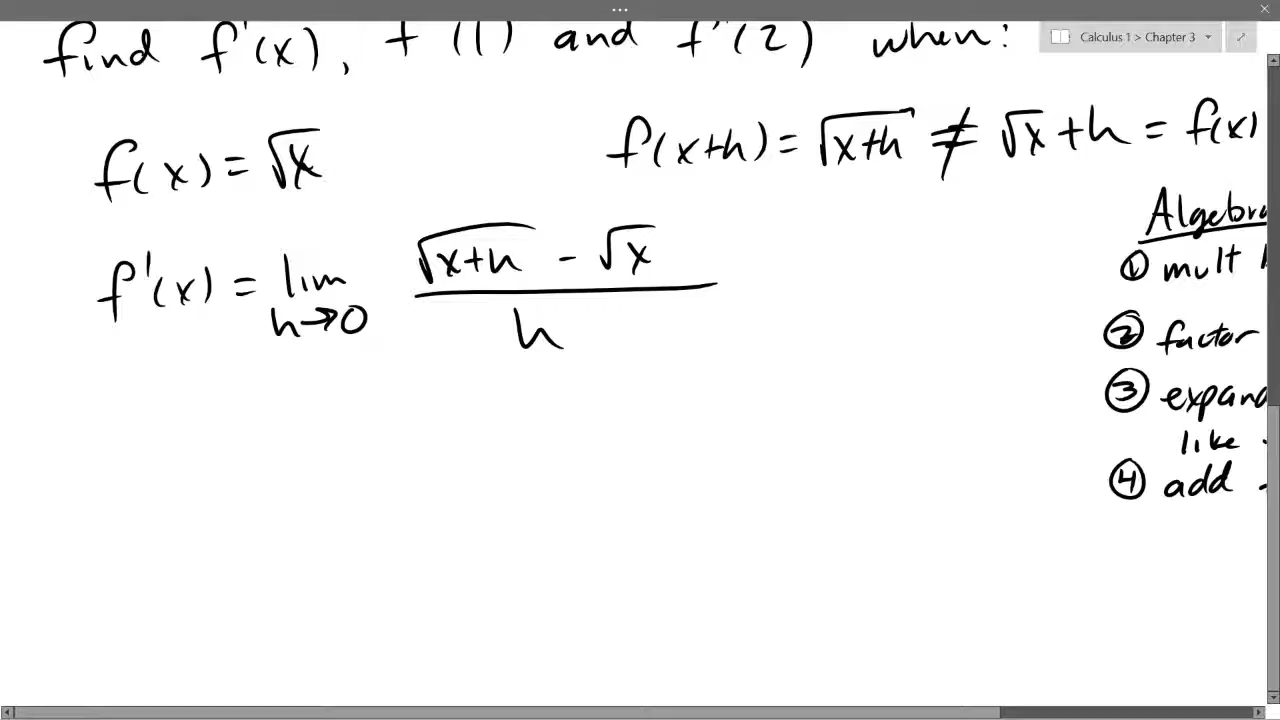 find f'(x), f'(1) and f'(2) when:
Calculus 1 > Chapter 3
f(x) = √x
f(x+h) = √(x+h) ≠ √x + h = f(x)
f'(x) = lim h→0 (√(x+h) - √x) / h
Algebra
① mult
② factor
③ expand
like
④ add